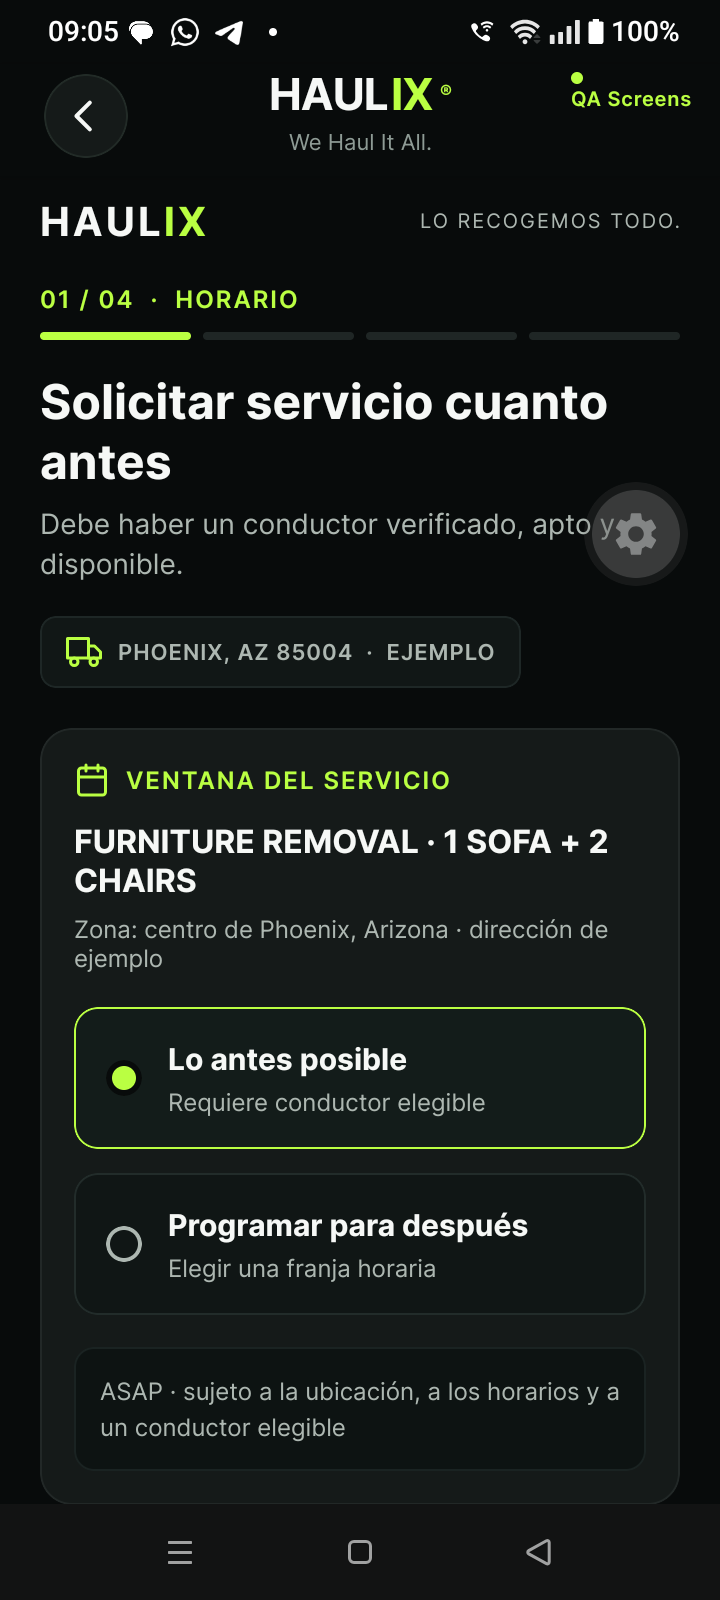 09:05
100%
HAULIX ®
QA Screens
We Haul It All.
HAULIX
LO RECOGEMOS TODO.
01 / 04 · HORARIO
Solicitar servicio cuanto
antes
Debe haber un conductor verificado, apto y
disponible.
PHOENIX, AZ 85004 · EJEMPLO
VENTANA DEL SERVICIO
FURNITURE REMOVAL · 1 SOFA + 2
CHAIRS
Zona: centro de Phoenix, Arizona · dirección de
ejemplo
Lo antes posible
Requiere conductor elegible
Programar para después
Elegir una franja horaria
ASAP · sujeto a la ubicación, a los horarios y a
un conductor elegible